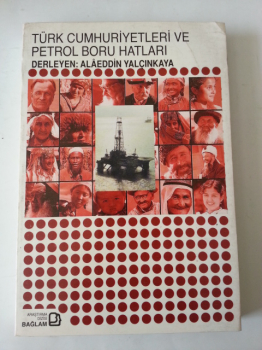 TÜRK CUMHURİYETLERİ VE
PETROL BORU HATLARI
DERLEYEN: ALÂEDDİN YALÇINKAYA
BAĞLAM